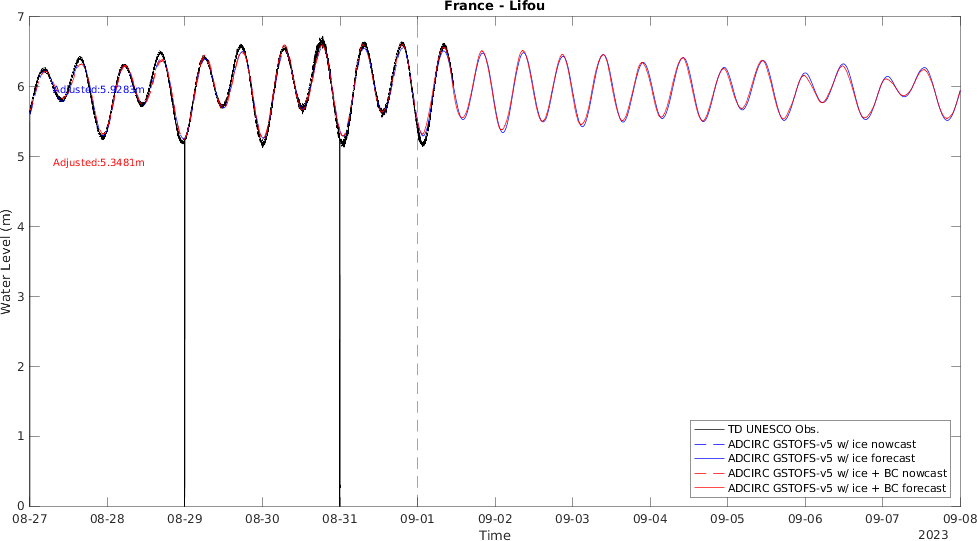 France - Lifou
7
6
5
4
3
2
1
0
Water Level (m)
Adjusted:5.9283m
Adjusted:5.3481m
TD UNESCO Obs.
ADCIRC GSTOFS-v5 w/ ice nowcast
ADCIRC GSTOFS-v5 w/ ice forecast
ADCIRC GSTOFS-v5 w/ ice + BC nowcast
ADCIRC GSTOFS-v5 w/ ice + BC forecast
08-27 08-28 08-29 08-30 08-31 09-01 09-02 09-03 09-04 09-05 09-06 09-07 09-08
Time
2023